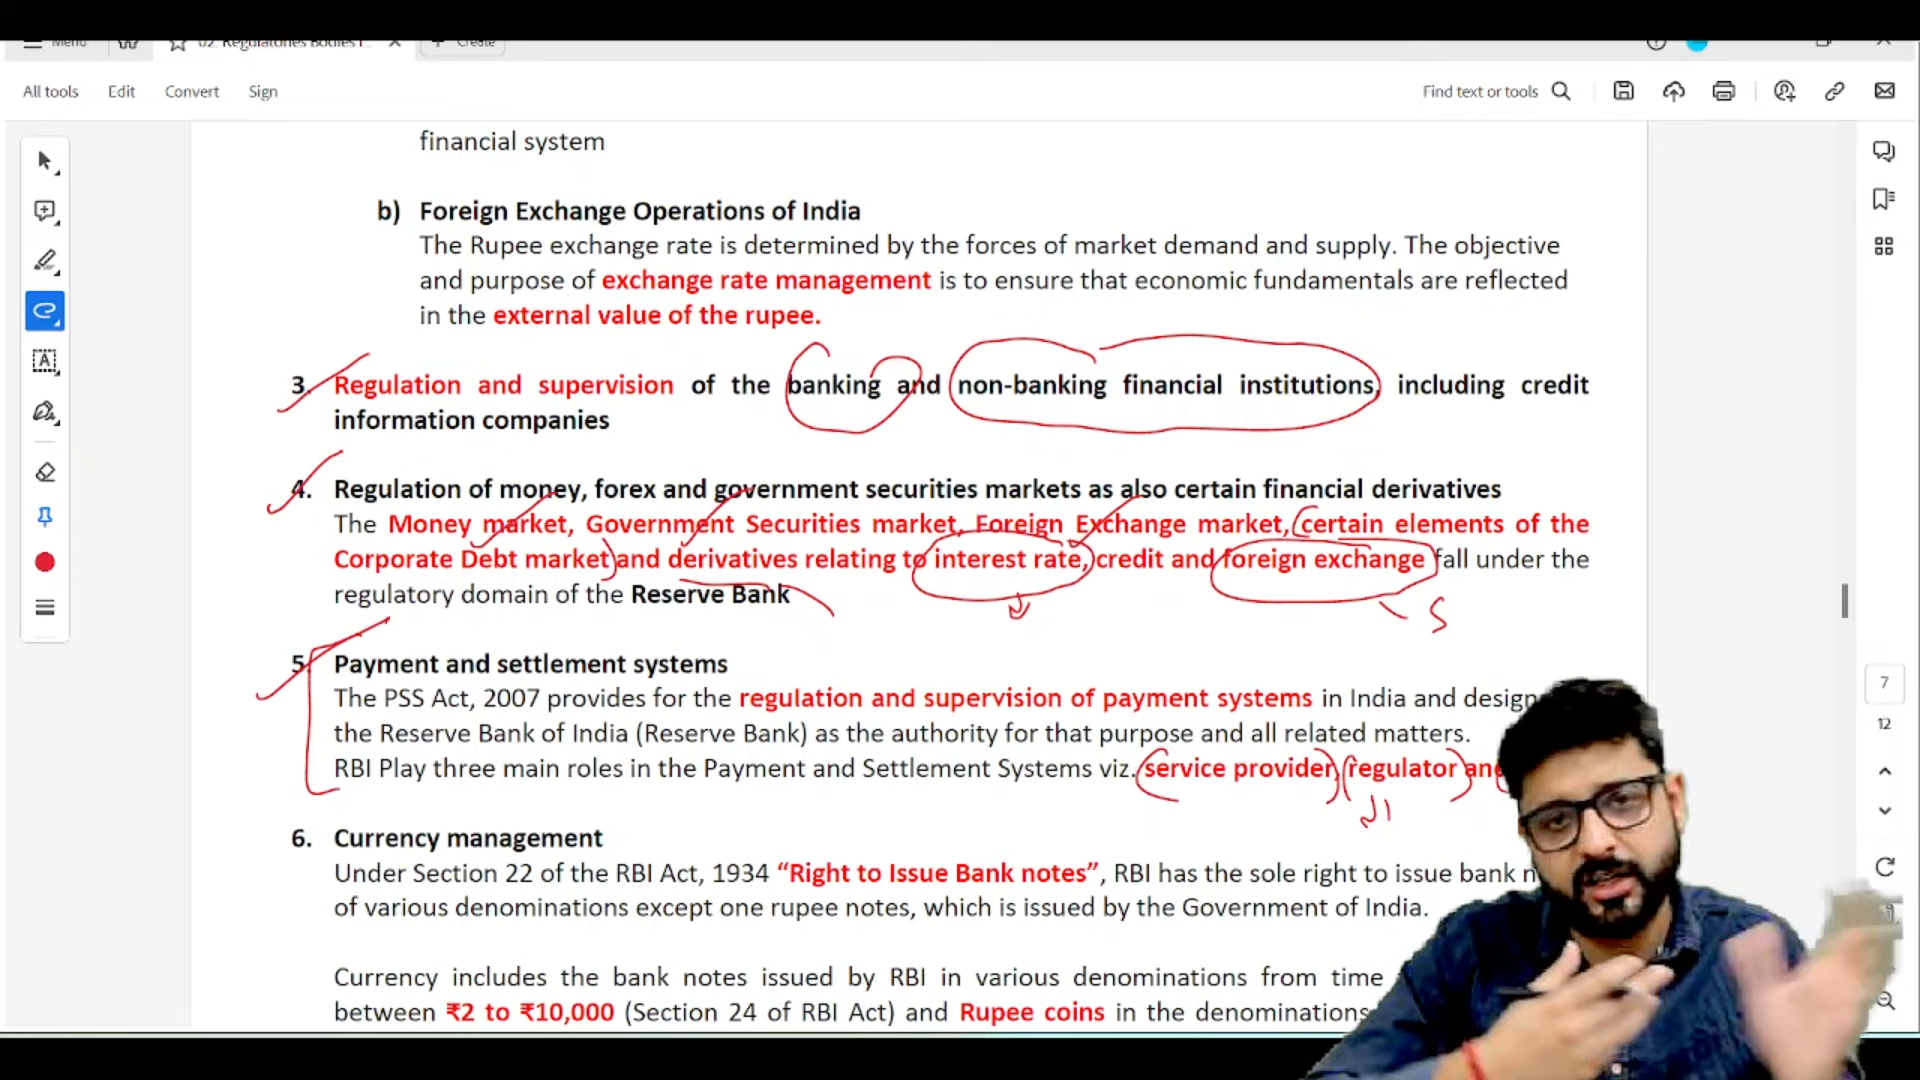 Menu
02. Regulatories Bodies i...
Create
All tools Edit Convert Sign
Find text or tools
financial system
b) Foreign Exchange Operations of India
The Rupee exchange rate is determined by the forces of market demand and supply. The objective
and purpose of exchange rate management is to ensure that economic fundamentals are reflected
in the external value of the rupee.
3. Regulation and supervision of the banking and non-banking financial institutions, including credit
information companies
4. Regulation of money, forex and government securities markets as also certain financial derivatives
The Money market, Government Securities market, Foreign Exchange market, certain elements of the
Corporate Debt market and derivatives relating to interest rate, credit and foreign exchange fall under the
regulatory domain of the Reserve Bank
5. Payment and settlement systems
The PSS Act, 2007 provides for the regulation and supervision of payment systems in India and design
the Reserve Bank of India (Reserve Bank) as the authority for that purpose and all related matters.
RBI Play three main roles in the Payment and Settlement Systems viz. service provider, regulator and
6. Currency management
Under Section 22 of the RBI Act, 1934 “Right to Issue Bank notes”, RBI has the sole right to issue bank n
of various denominations except one rupee notes, which is issued by the Government of India.
Currency includes the bank notes issued by RBI in various denominations from time
between ₹2 to ₹10,000 (Section 24 of RBI Act) and Rupee coins in the denominations
7
12